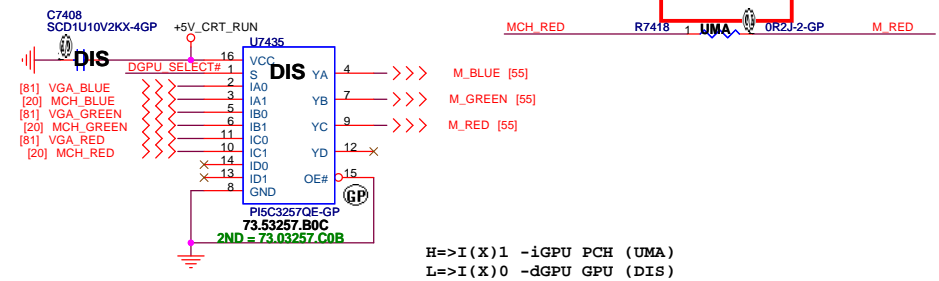 C7408
SCD1U10V2KX-4GP
+5V_CRT_RUN
DIS
U7435
DIS
DGPU_SELECT#
16 VCC
1 S YA 4 M_BLUE [55]
[81] VGA_BLUE 2 IA0
[20] MCH_BLUE 3 IA1 YB 7 M_GREEN [55]
[81] VGA_GREEN 5 IB0
[20] MCH_GREEN 6 IB1 YC 9 M_RED [55]
[81] VGA_RED 11 IC0
[20] MCH_RED 10 IC1 YD 12
14 ID0
13 ID1 OE# 15
8 GND
GP
PI5C3257QE-GP
73.53257.B0C
2ND = 73.03257.C0B
MCH_RED R7418 1 UMA 0R2J-2-GP M_RED
H=>I(X)1 -iGPU PCH (UMA)
L=>I(X)0 -dGPU GPU (DIS)